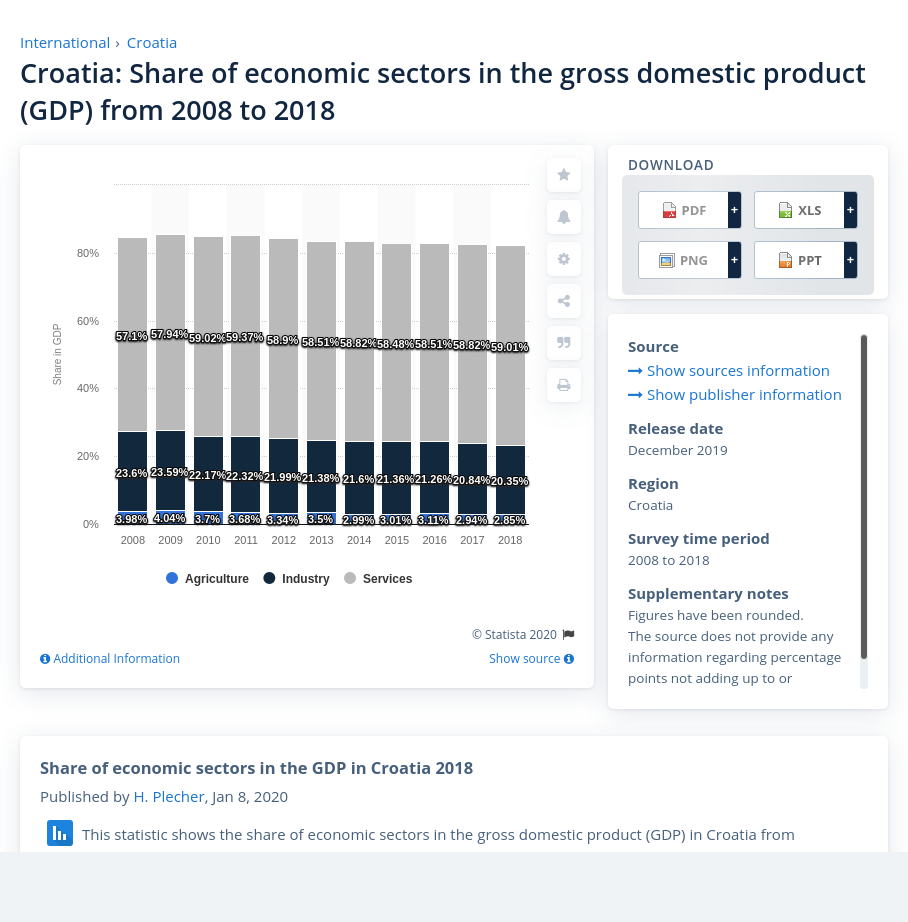 International › Croatia
Croatia: Share of economic sectors in the gross domestic product
(GDP) from 2008 to 2018
Share in GDP
80%
60%
40%
20%
0%
57.1% 57.94% 59.02% 59.37% 58.9% 58.51% 58.82% 58.48% 58.51% 58.82% 59.01%
23.6% 23.59% 22.17% 22.32% 21.99% 21.38% 21.6% 21.36% 21.26% 20.84% 20.35%
3.98% 4.04% 3.7% 3.68% 3.34% 3.5% 2.99% 3.01% 3.11% 2.94% 2.85%
2008 2009 2010 2011 2012 2013 2014 2015 2016 2017 2018
Agriculture Industry Services
© Statista 2020
Additional Information Show source
DOWNLOAD
PDF + XLS +
PNG + PPT +
Source
Show sources information
Show publisher information
Release date
December 2019
Region
Croatia
Survey time period
2008 to 2018
Supplementary notes
Figures have been rounded.
The source does not provide any
information regarding percentage
points not adding up to or
Share of economic sectors in the GDP in Croatia 2018
Published by H. Plecher, Jan 8, 2020
This statistic shows the share of economic sectors in the gross domestic product (GDP) in Croatia from